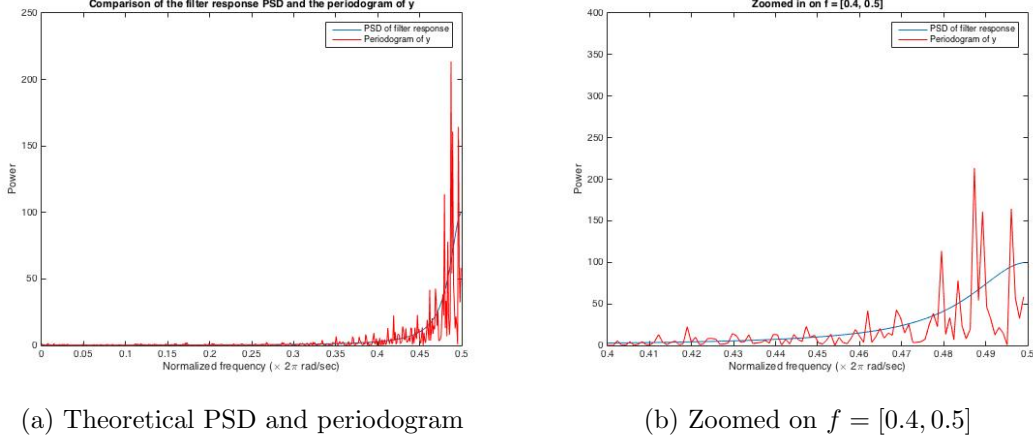 Comparison of the filter response PSD and the periodogram of y
250
200
150
100
50
0
Power
PSD of filter response
Periodogram of y
0 0.05 0.1 0.15 0.2 0.25 0.3 0.35 0.4 0.45 0.5
Normalized frequency (× 2π rad/sec)
(a) Theoretical PSD and periodogram
Zoomed in on f = [0.4, 0.5]
400
350
300
250
200
150
100
50
0
Power
PSD of filter response
Periodogram of y
0.4 0.41 0.42 0.43 0.44 0.45 0.46 0.47 0.48 0.49 0.5
Normalized frequency (× 2π rad/sec)
(b) Zoomed on f = [0.4, 0.5]